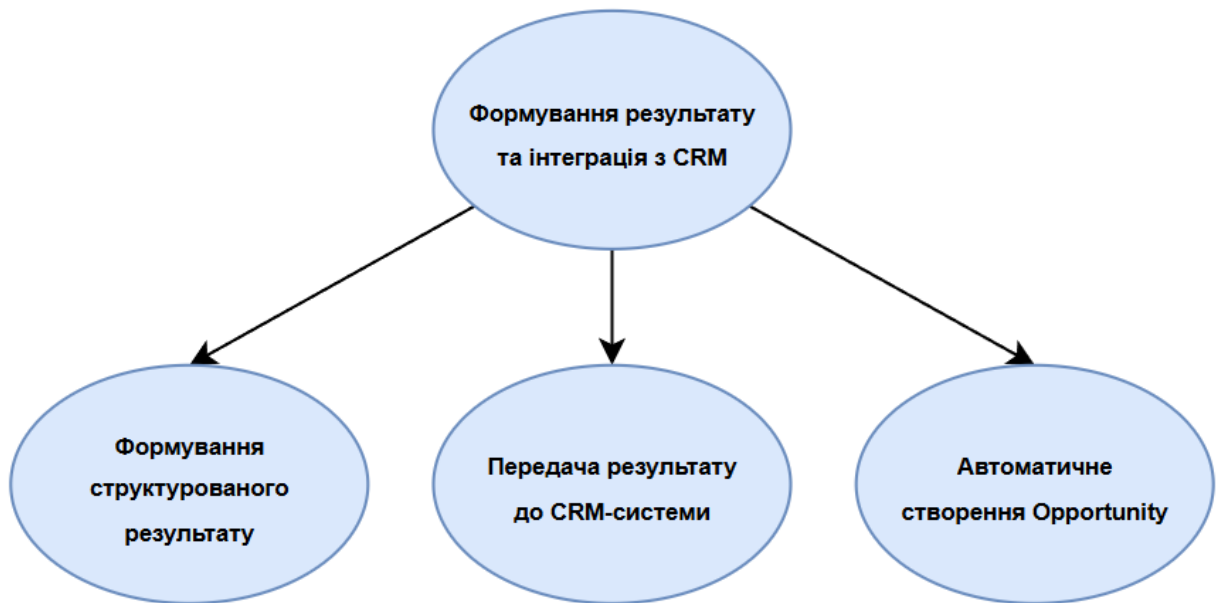 Формування результату
та інтеграція з CRM
Формування
структурованого
результату
Передача результату
до CRM-системи
Автоматичне
створення Opportunity